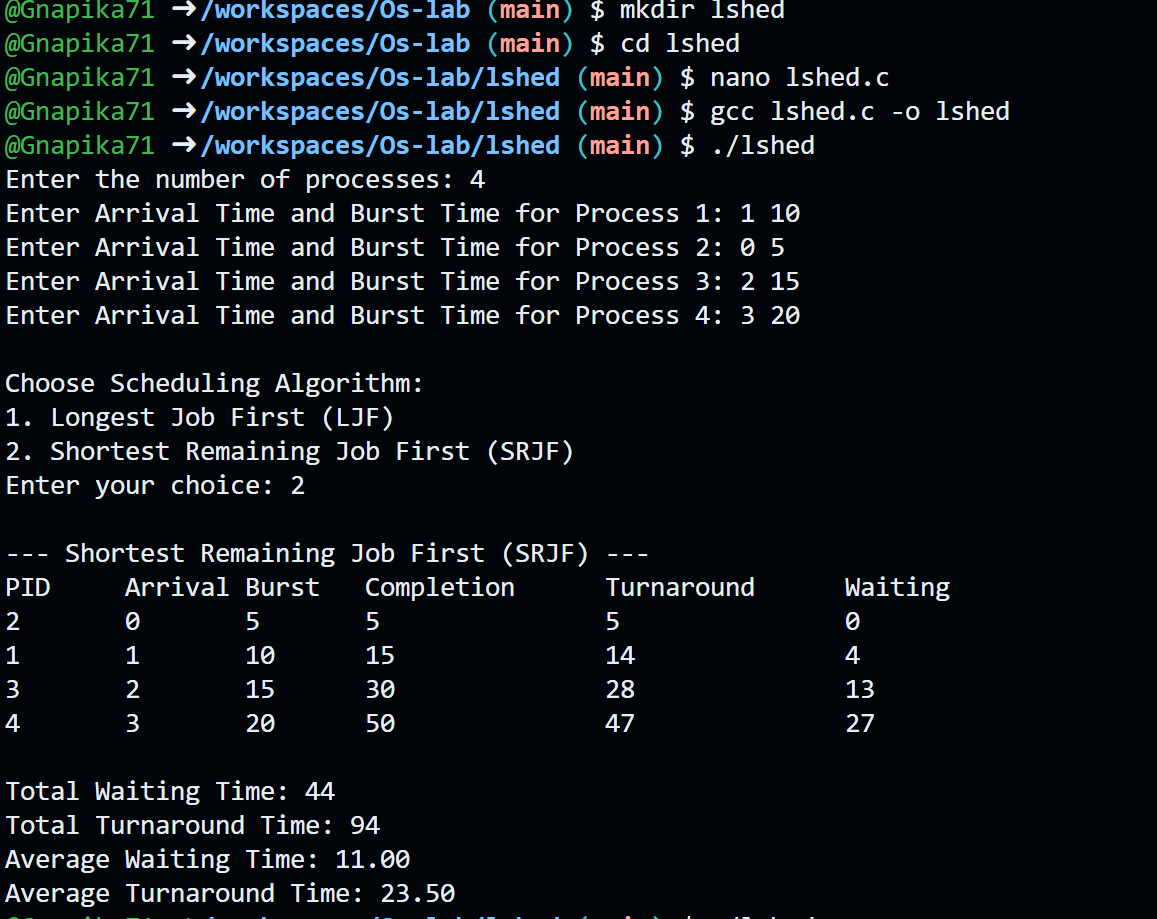 @Gnapika71 ➜/workspaces/Os-lab (main) $ mkdir lshed
@Gnapika71 ➜/workspaces/Os-lab (main) $ cd lshed
@Gnapika71 ➜/workspaces/Os-lab/lshed (main) $ nano lshed.c
@Gnapika71 ➜/workspaces/Os-lab/lshed (main) $ gcc lshed.c -o lshed
@Gnapika71 ➜/workspaces/Os-lab/lshed (main) $ ./lshed
Enter the number of processes: 4
Enter Arrival Time and Burst Time for Process 1: 1 10
Enter Arrival Time and Burst Time for Process 2: 0 5
Enter Arrival Time and Burst Time for Process 3: 2 15
Enter Arrival Time and Burst Time for Process 4: 3 20

Choose Scheduling Algorithm:
1. Longest Job First (LJF)
2. Shortest Remaining Job First (SRJF)
Enter your choice: 2

--- Shortest Remaining Job First (SRJF) ---
PID     Arrival Burst   Completion      Turnaround      Waiting
2       0       5       5               5               0
1       1       10      15              14              4
3       2       15      30              28              13
4       3       20      50              47              27

Total Waiting Time: 44
Total Turnaround Time: 94
Average Waiting Time: 11.00
Average Turnaround Time: 23.50